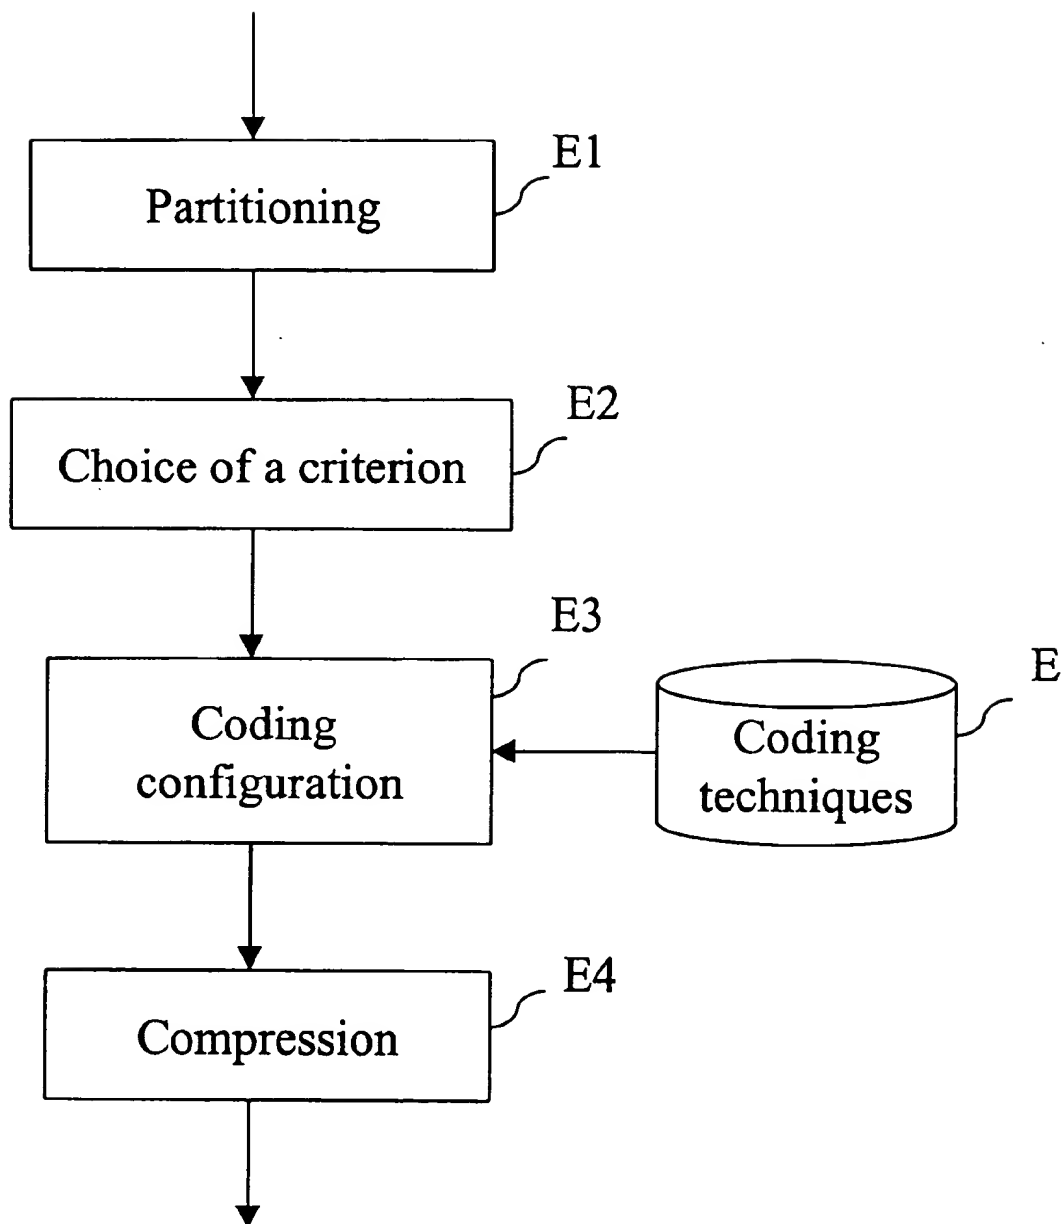 E1
Partitioning
E2
Choice of a criterion
E3
Coding
configuration
E
Coding
techniques
E4
Compression